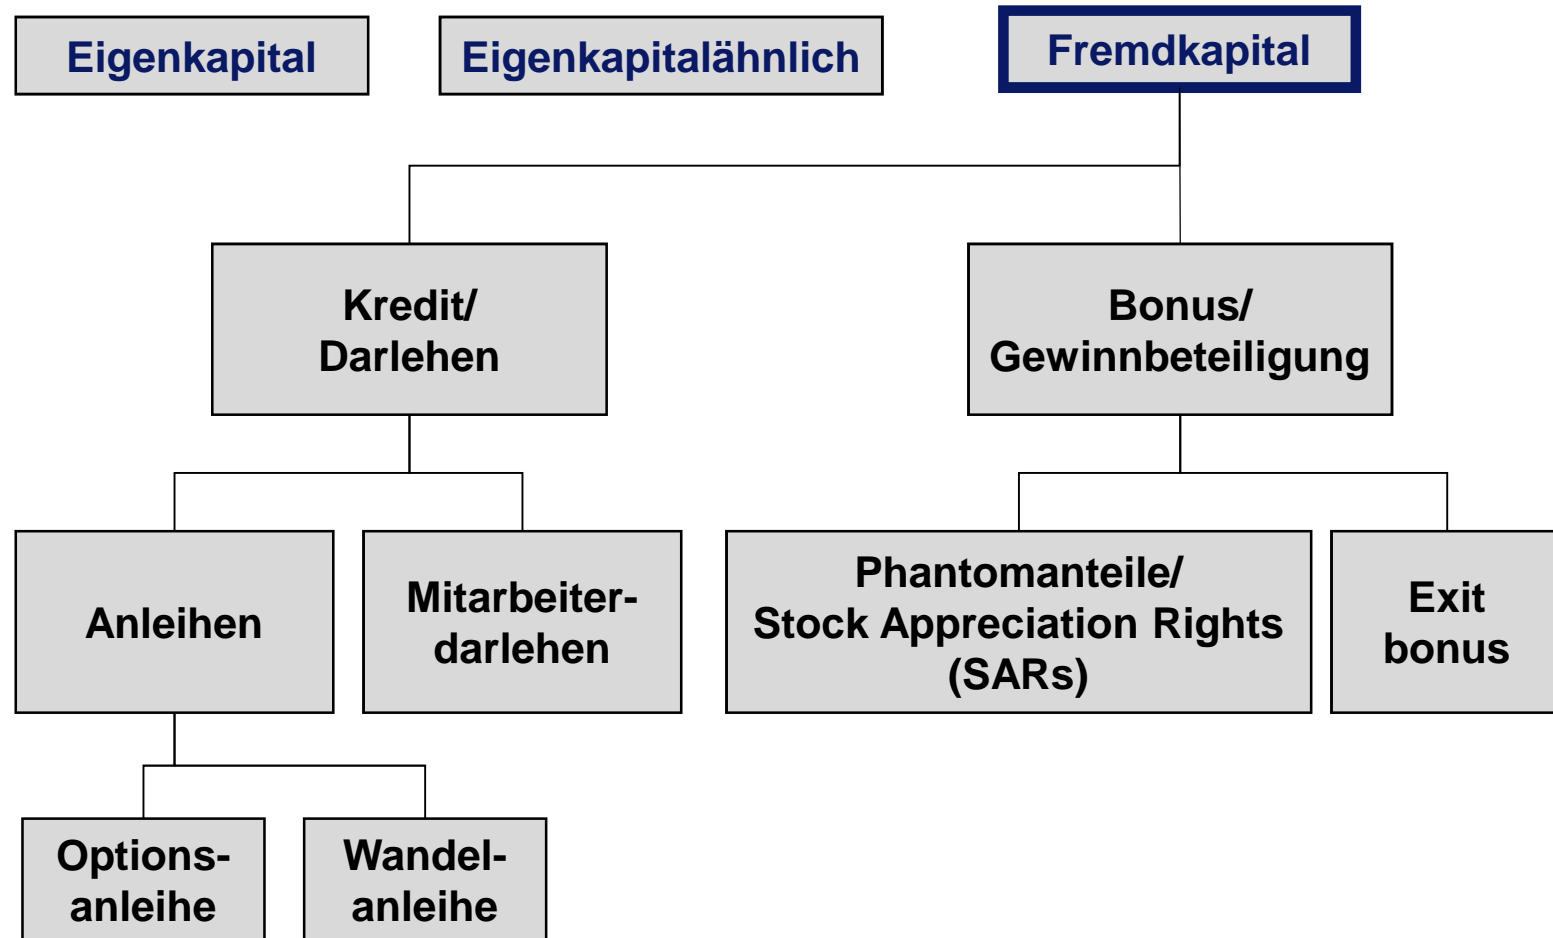 Eigenkapital
Eigenkapitalähnlich
Fremdkapital
Kredit/
Darlehen
Bonus/
Gewinnbeteiligung
Anleihen
Mitarbeiter-
darlehen
Phantomanteile/
Stock Appreciation Rights
(SARs)
Exit
bonus
Options-
anleihe
Wandel-
anleihe